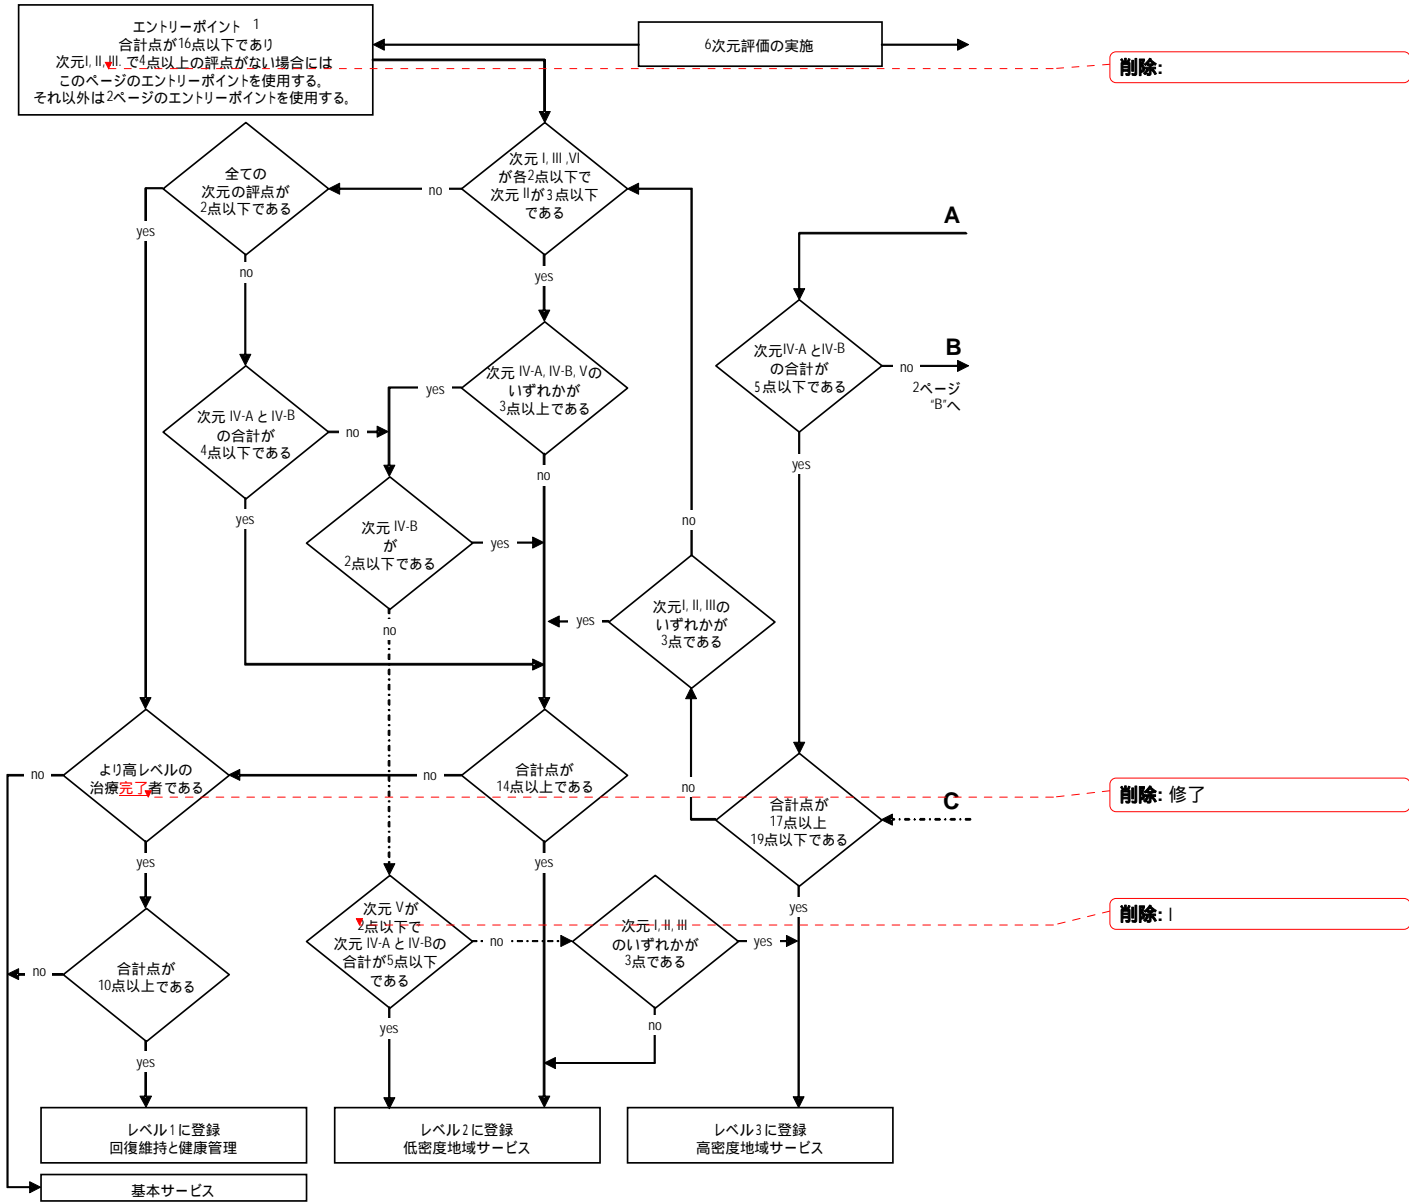 エントリーポイント 1
合計点が16点以下であり
次元I, II, III. で4点以上の評点がない場合には
このページのエントリーポイントを使用する。
それ以外は2ページのエントリーポイントを使用する。
6次元評価の実施
削除:
全ての
次元の評点が
2点以下である
no
次元 I, III ,VI
が各2点以下で
次元 IIが3点以下
である
yes
no
yes
A
次元IV-A とIV-B
の合計が
5点以下である
no
B
2ページ
“B”へ
次元 IV-A, IV-B, Vの
いずれかが
3点以上である
yes
次元 IV-A と IV-B
の合計が
4点以下である
no
yes
no
yes
次元 IV-B
が
2点以下である
yes
no
no
次元I, II, IIIの
いずれかが
3点である
yes
no
より高レベルの
治療完了者である
no
no
合計点が
14点以上である
合計点が
17点以上
19点以下である
C
削除: 修了
yes
yes
yes
次元 Vが
2点以下で
次元 IV-A とIV-Bの
合計が5点以下
である
no
次元 I, II, III
のいずれかが
3点である
yes
削除: I
合計点が
10点以上である
no
yes
yes
no
レベル1に登録
回復維持と健康管理
レベル2に登録
低密度地域サービス
レベル3に登録
高密度地域サービス
基本サービス